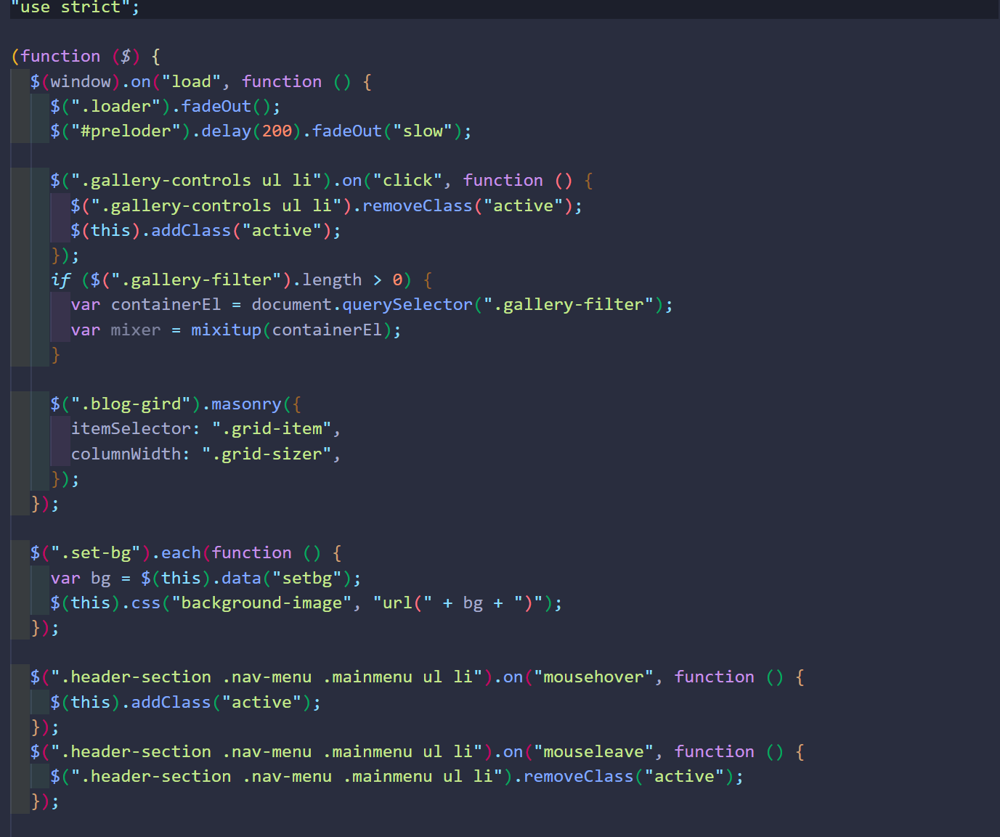 "use strict";
(function ($) {
$(window).on("load", function () {
$(".loader").fadeOut();
$("#preloder").delay(200).fadeOut("slow");
$(".gallery-controls ul li").on("click", function () {
$(".gallery-controls ul li").removeClass("active");
$(this).addClass("active");
});
if ($(".gallery-filter").length > 0) {
var containerEl = document.querySelector(".gallery-filter");
var mixer = mixitup(containerEl);
}
$(".blog-gird").masonry({
itemSelector: ".grid-item",
columnWidth: ".grid-sizer",
});
});
$(".set-bg").each(function () {
var bg = $(this).data("setbg");
$(this).css("background-image", "url(" + bg + ")");
});
$(".header-section .nav-menu .mainmenu ul li").on("mousehover", function () {
$(this).addClass("active");
});
$(".header-section .nav-menu .mainmenu ul li").on("mouseleave", function () {
$(".header-section .nav-menu .mainmenu ul li").removeClass("active");
});